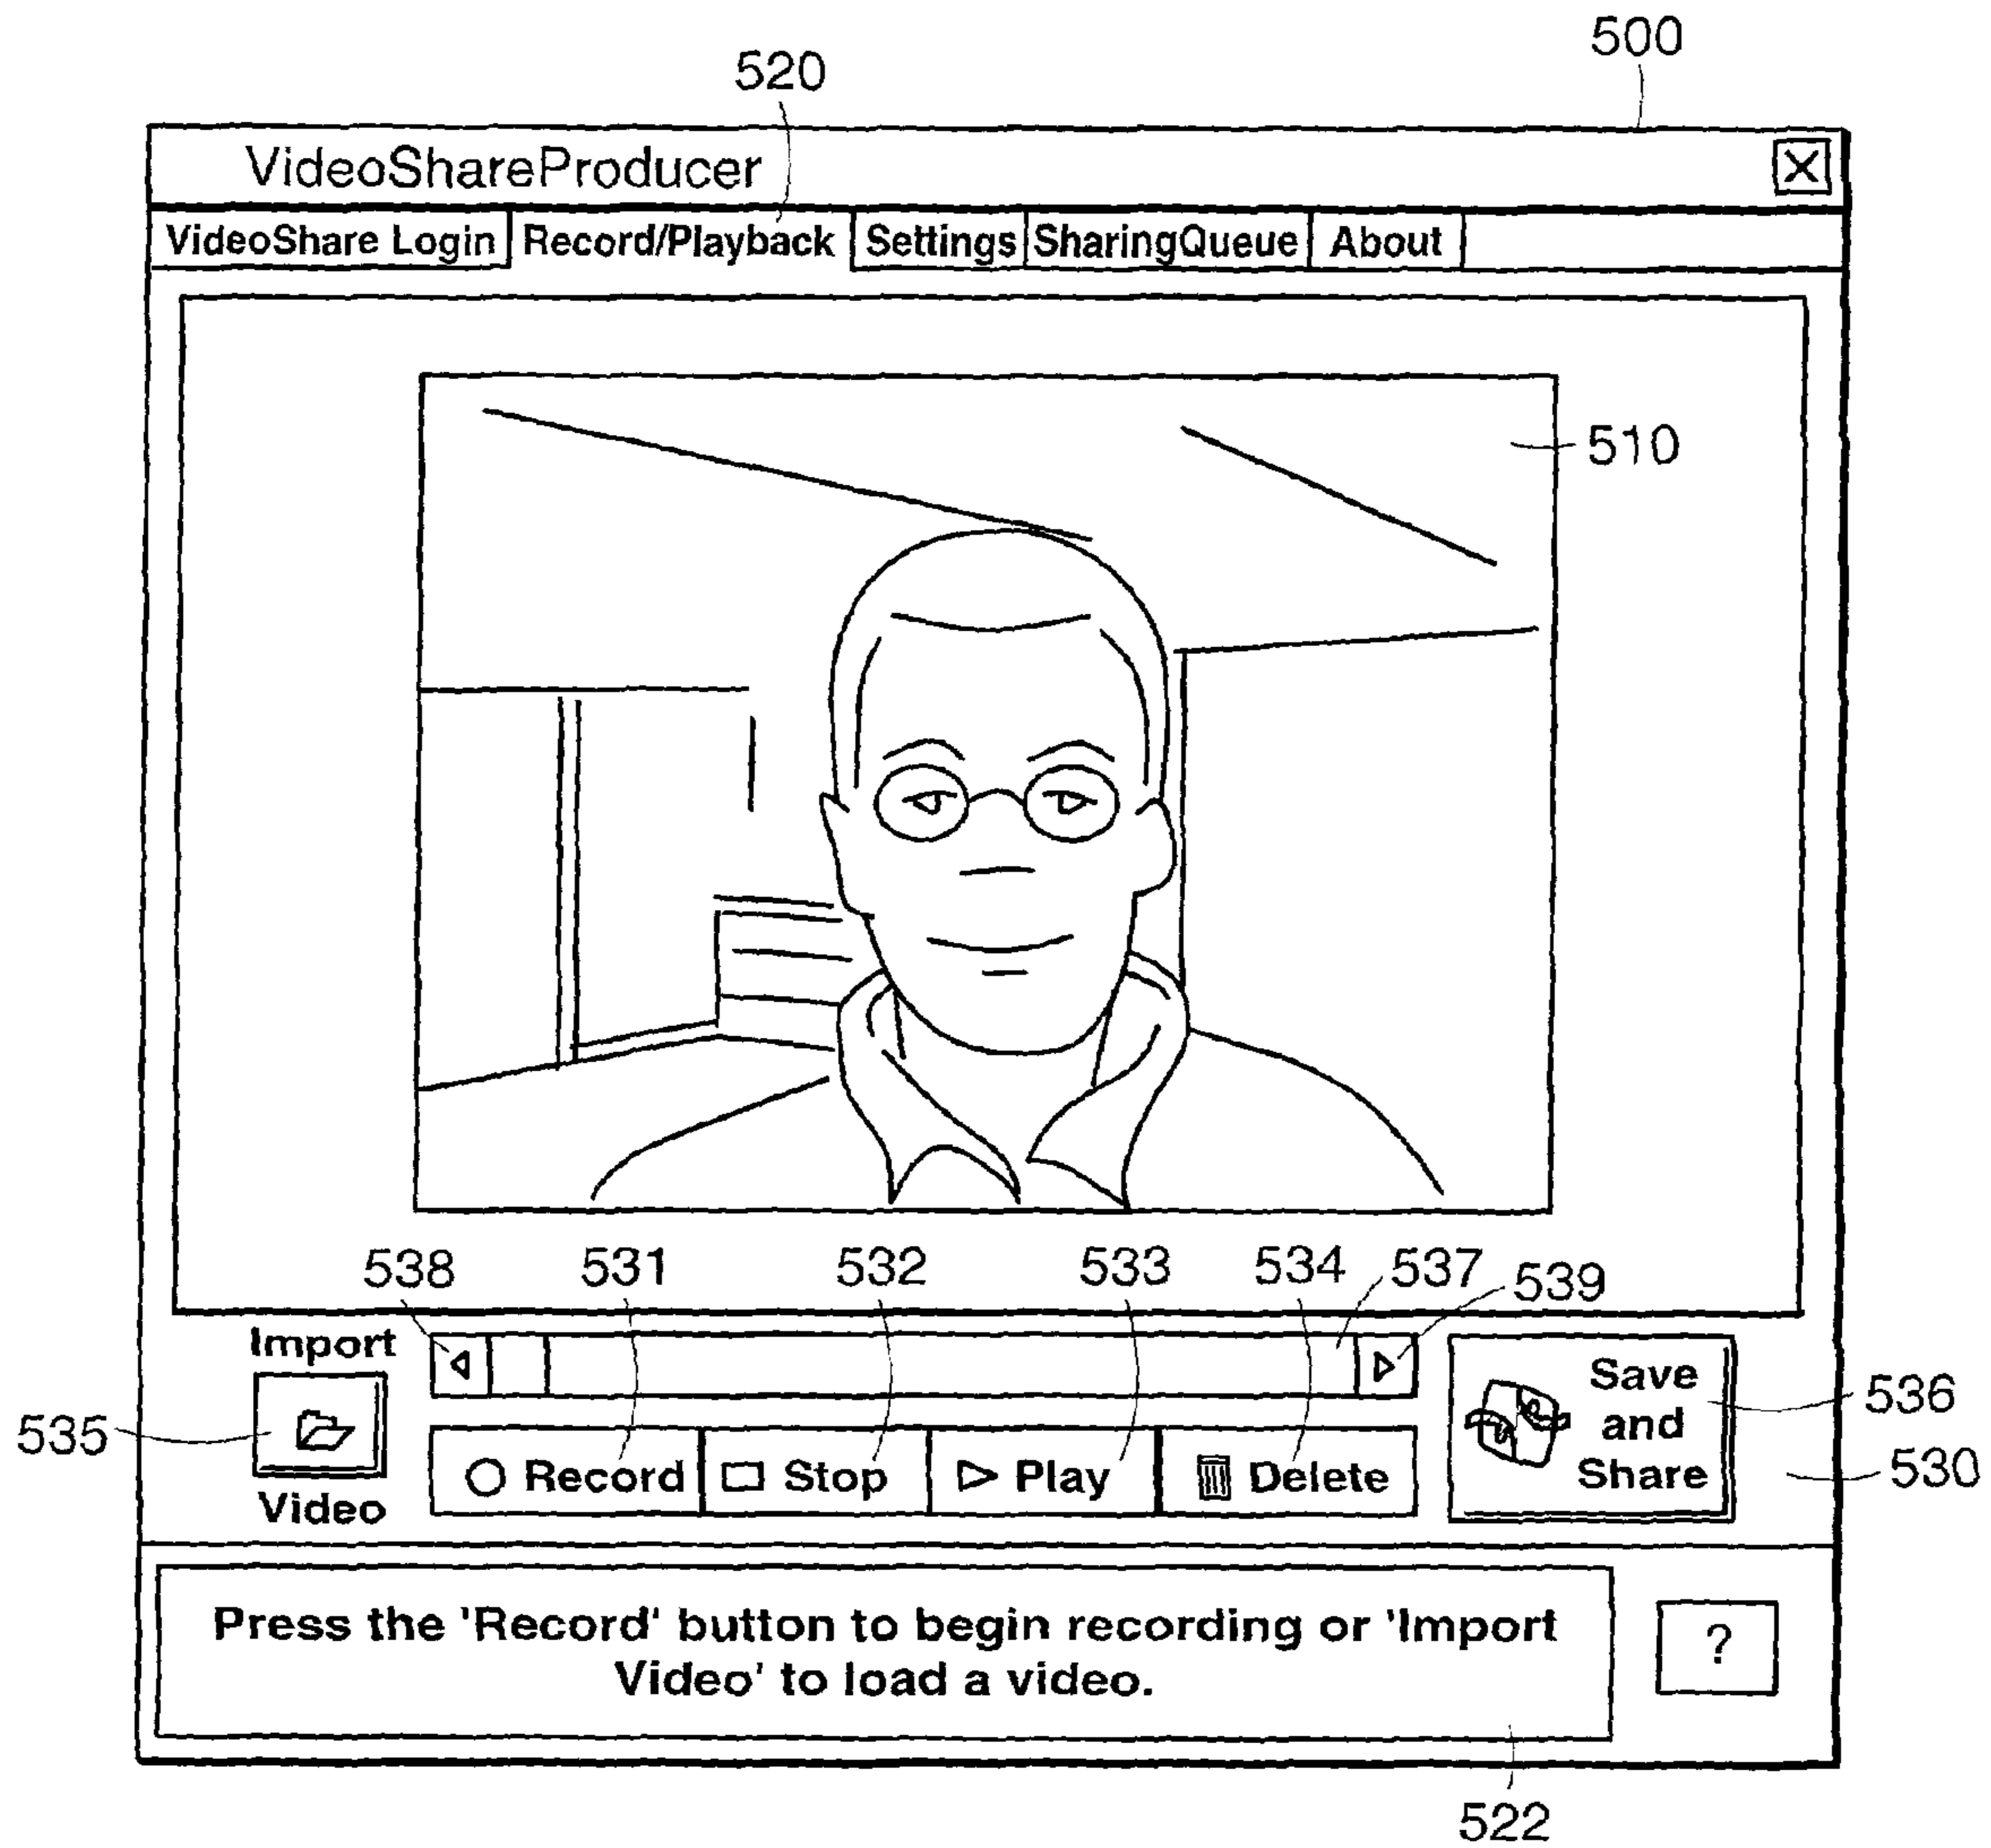 500
520
VideoShareProducer
VideoShare Login Record/Playback Settings SharingQueue About
510
538 531 532 533 534 537 539
Import
Video
535
Record Stop Play Delete
Save
and
Share
536
530
Press the 'Record' button to begin recording or 'Import
Video' to load a video.
?
522